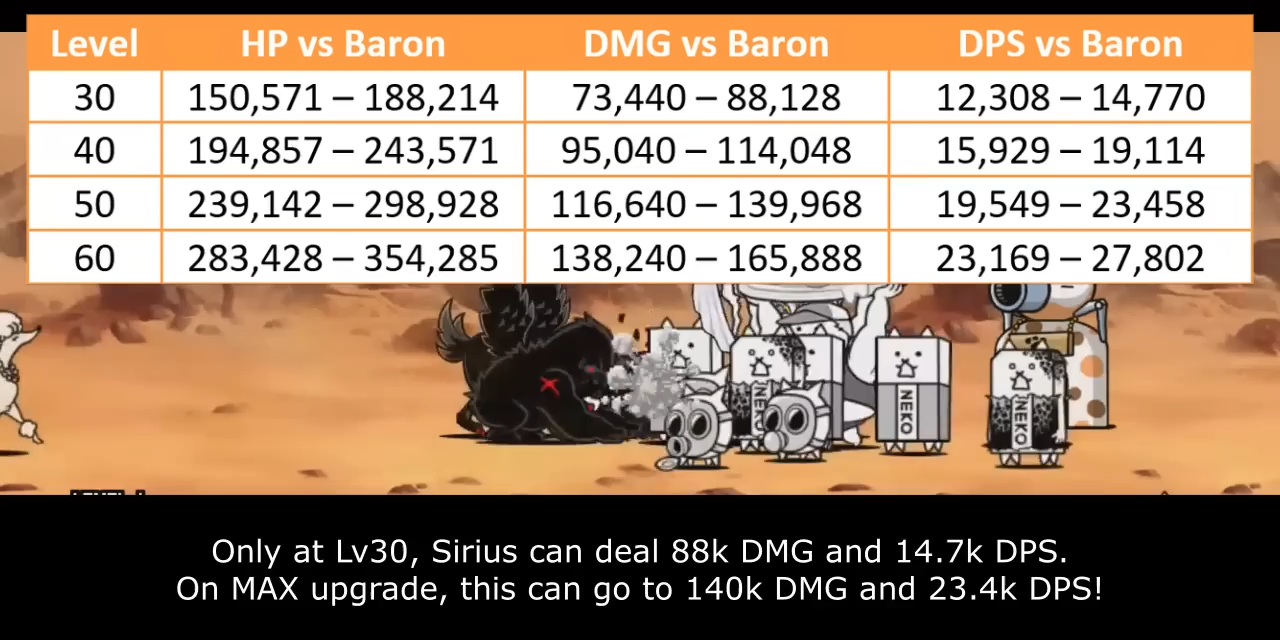 Level HP vs Baron DMG vs Baron DPS vs Baron
30 150,571 – 188,214 73,440 – 88,128 12,308 – 14,770
40 194,857 – 243,571 95,040 – 114,048 15,929 – 19,114
50 239,142 – 298,928 116,640 – 139,968 19,549 – 23,458
60 283,428 – 354,285 138,240 – 165,888 23,169 – 27,802
NEKO
NEKO
NEKO
Only at Lv30, Sirius can deal 88k DMG and 14.7k DPS.
On MAX upgrade, this can go to 140k DMG and 23.4k DPS!